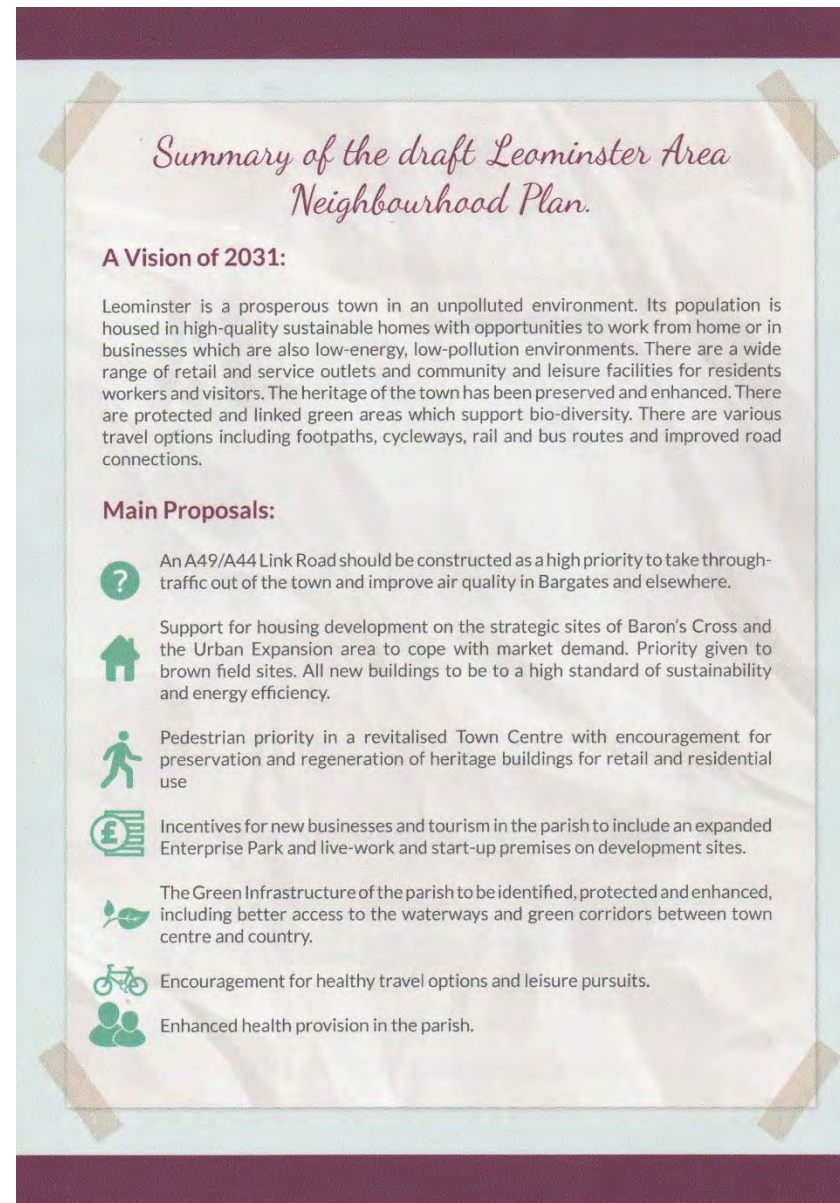 Summary of the draft Leominster Area
Neighbourhood Plan.
A Vision of 2031:
Leominster is a prosperous town in an unpolluted environment. Its population is
housed in high-quality sustainable homes with opportunities to work from home or in
businesses which are also low-energy, low-pollution environments. There are a wide
range of retail and service outlets and community and leisure facilities for residents
workers and visitors. The heritage of the town has been preserved and enhanced. There
are protected and linked green areas which support bio-diversity. There are various
travel options including footpaths, cycleways, rail and bus routes and improved road
connections.
Main Proposals:
?
An A49/A44 Link Road should be constructed as a high priority to take through-
traffic out of the town and improve air quality in Bargates and elsewhere.
Support for housing development on the strategic sites of Baron's Cross and
the Urban Expansion area to cope with market demand. Priority given to
brown field sites. All new buildings to be to a high standard of sustainability
and energy efficiency.
Pedestrian priority in a revitalised Town Centre with encouragement for
preservation and regeneration of heritage buildings for retail and residential
use
£
Incentives for new businesses and tourism in the parish to include an expanded
Enterprise Park and live-work and start-up premises on development sites.
The Green Infrastructure of the parish to be identified, protected and enhanced,
including better access to the waterways and green corridors between town
centre and country.
Encouragement for healthy travel options and leisure pursuits.
Enhanced health provision in the parish.